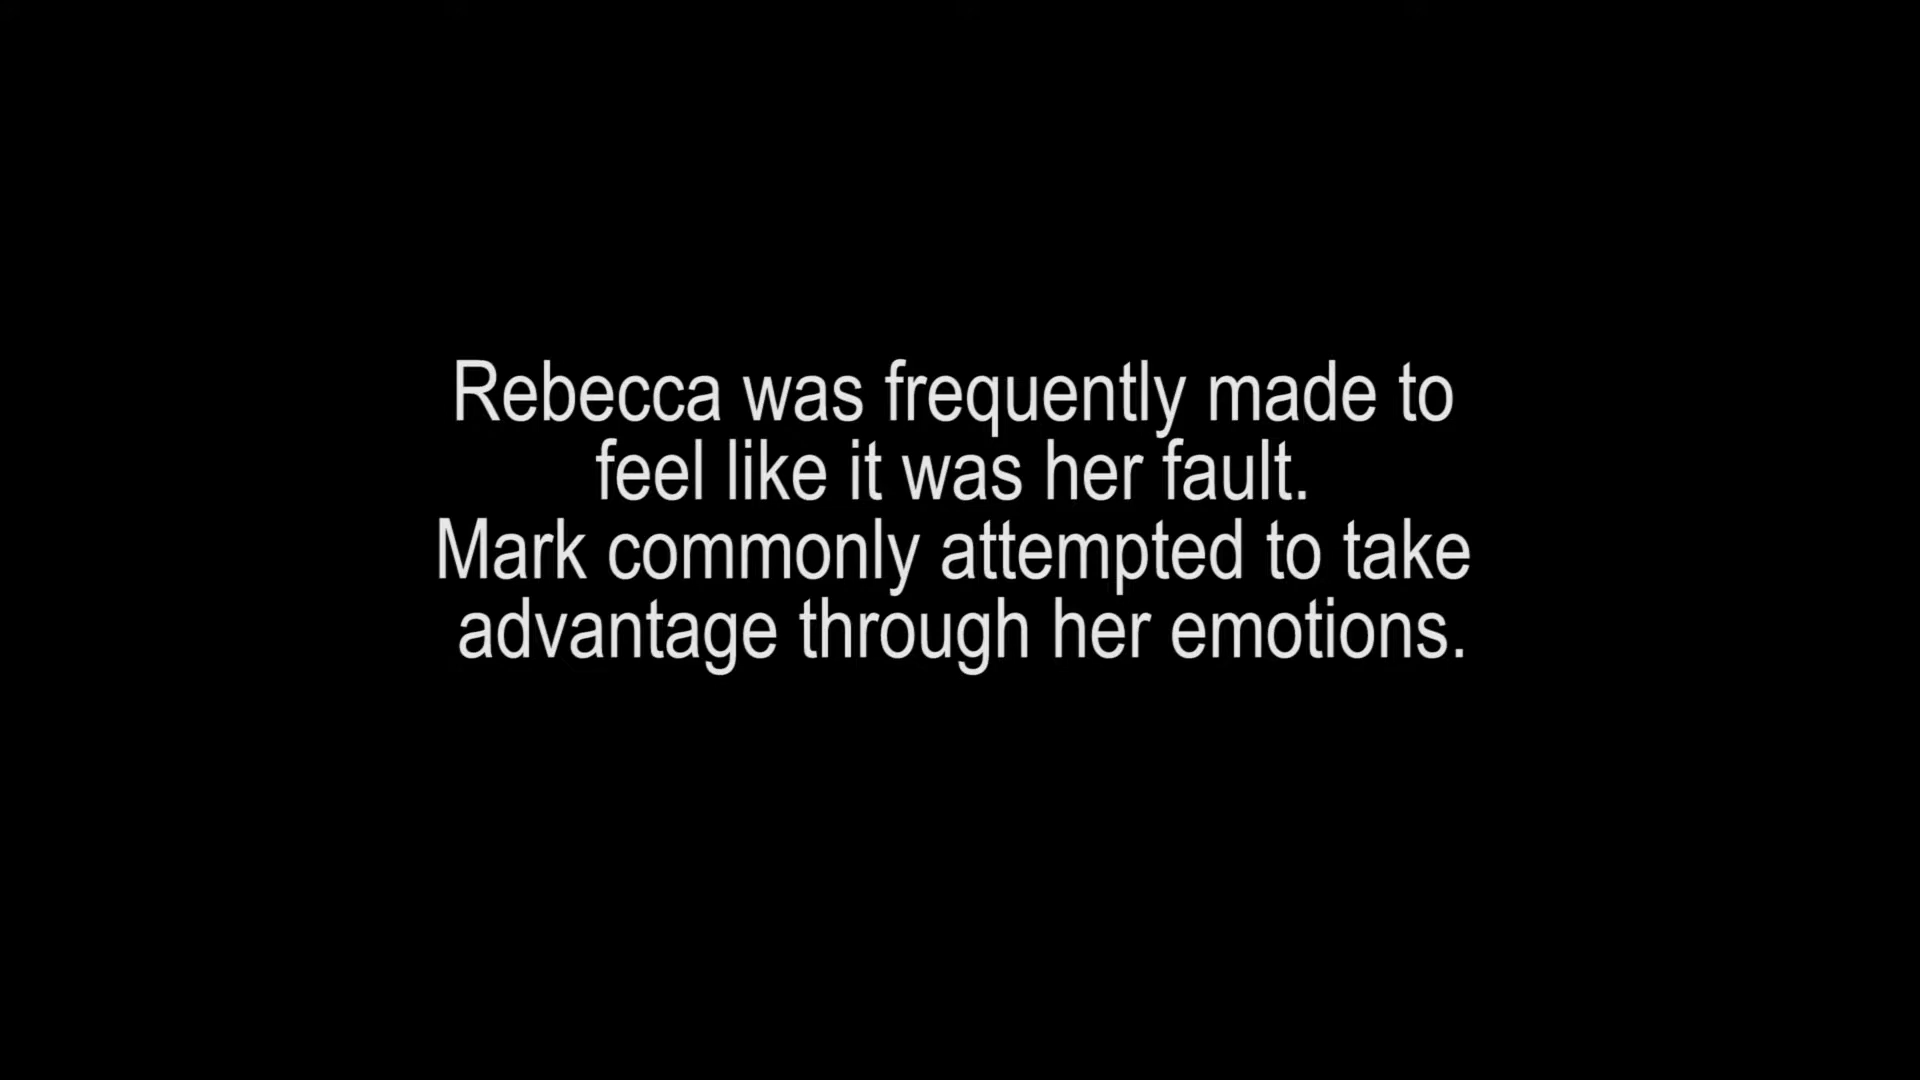 Rebecca was frequently made to
feel like it was her fault.
Mark commonly attempted to take
advantage through her emotions.